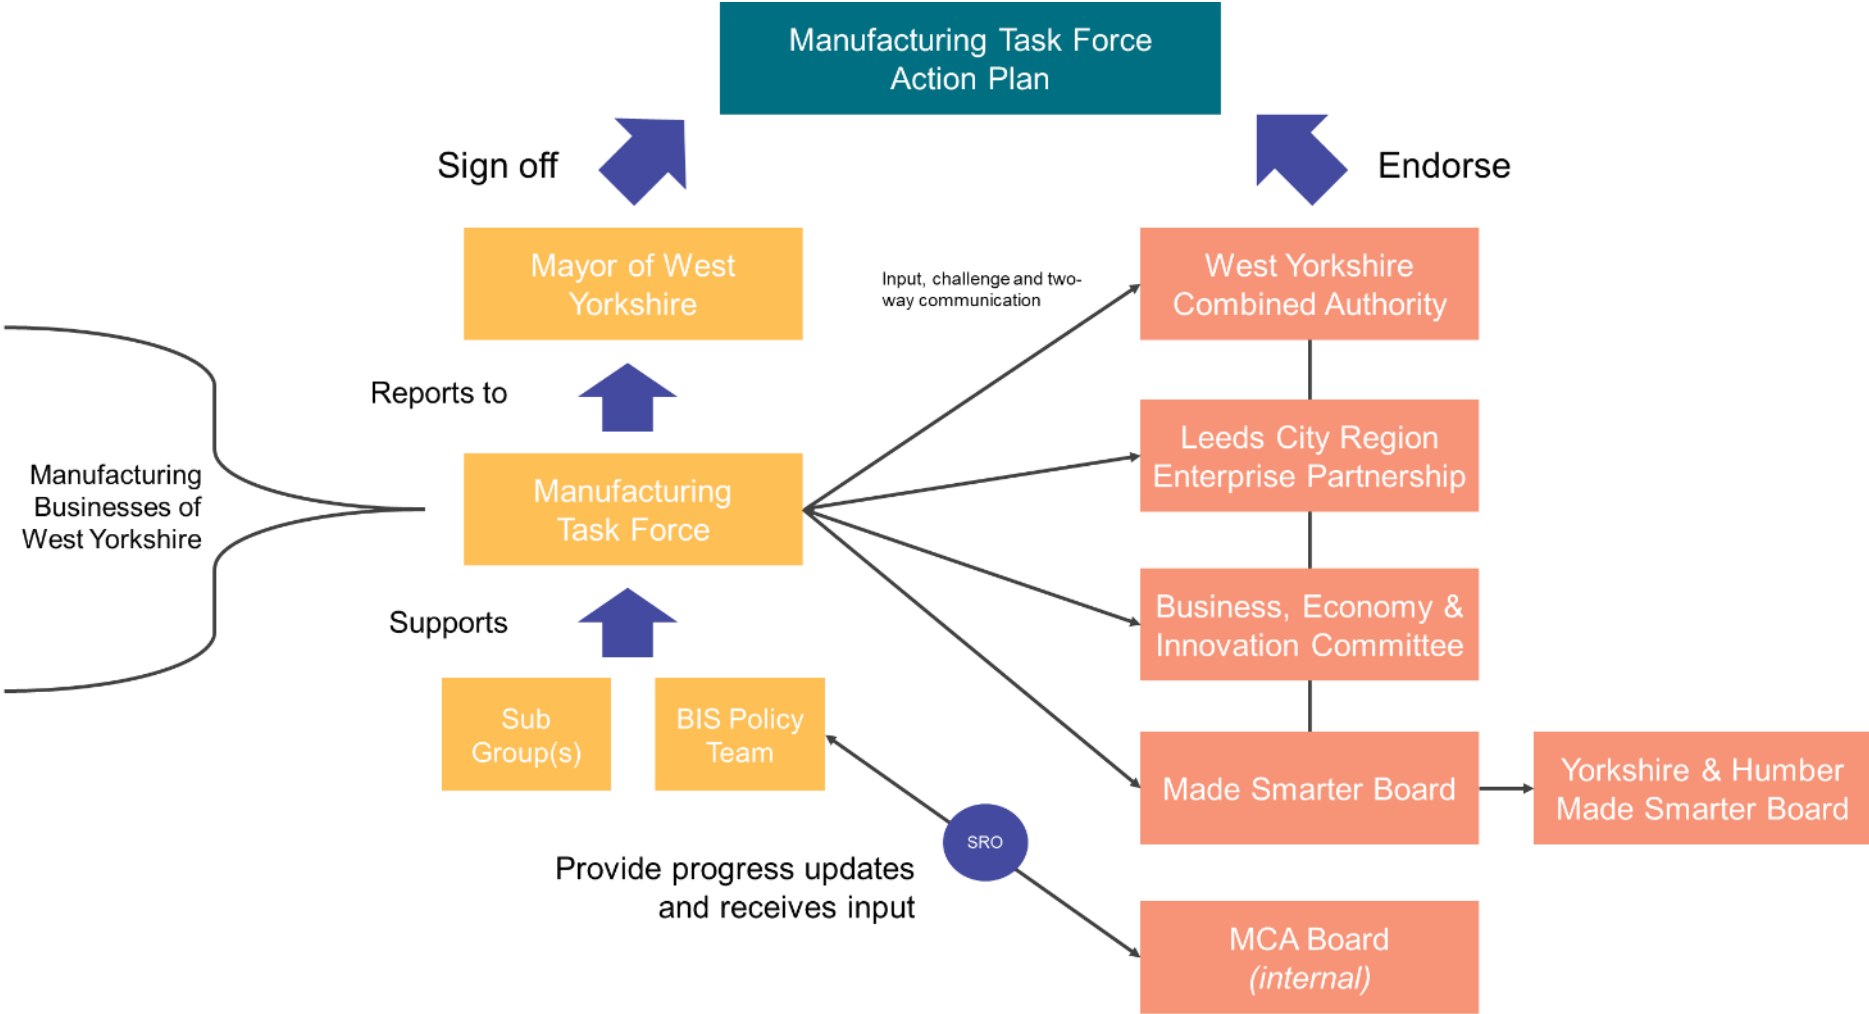 Manufacturing Task Force
Action Plan
Sign off
Endorse
Mayor of West
Yorkshire
Input, challenge and two-
way communication
West Yorkshire
Combined Authority
Reports to
Leeds City Region
Enterprise Partnership
Manufacturing
Businesses of
West Yorkshire
Manufacturing
Task Force
Supports
Business, Economy &
Innovation Committee
Sub
Group(s)
BIS Policy
Team
Made Smarter Board
Yorkshire & Humber
Made Smarter Board
SRO
Provide progress updates
and receives input
MCA Board
(internal)